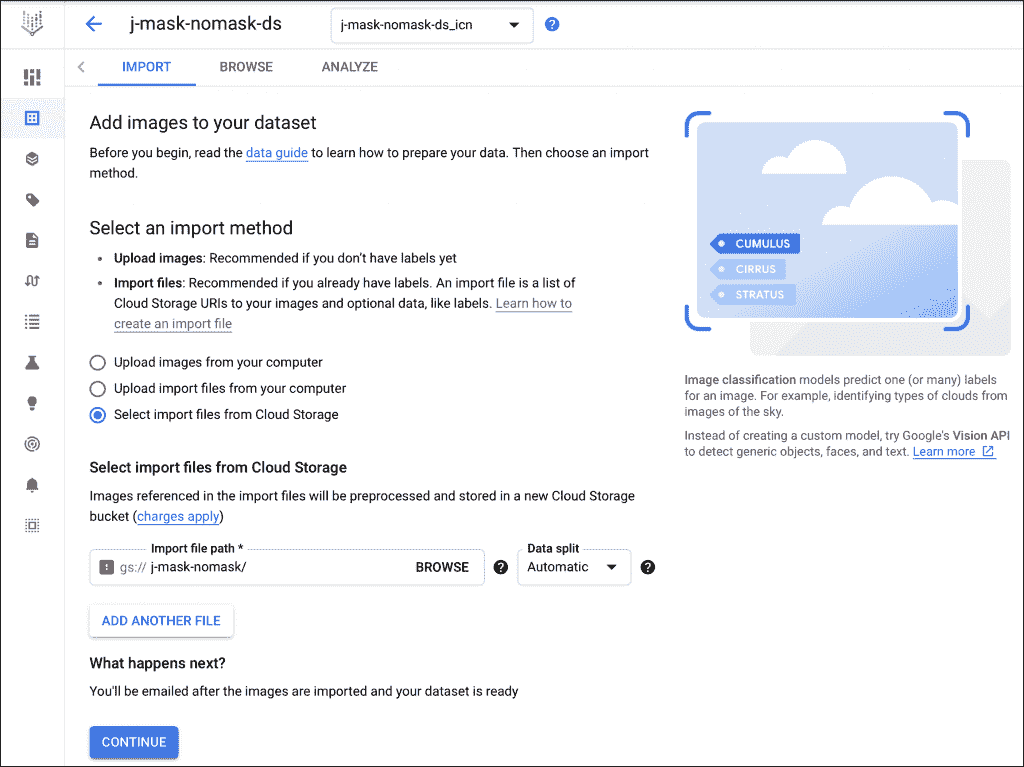 j-mask-nomask-ds
j-mask-nomask-ds_icn
?
IMPORT
BROWSE
ANALYZE
Add images to your dataset
Before you begin, read the data guide to learn how to prepare your data. Then choose an import
method.
Select an import method
• Upload images: Recommended if you don't have labels yet
• Import files: Recommended if you already have labels. An import file is a list of
Cloud Storage URIs to your images and optional data, like labels. Learn how to
create an import file
Upload images from your computer
Upload import files from your computer
Select import files from Cloud Storage
Select import files from Cloud Storage
Images referenced in the import files will be preprocessed and stored in a new Cloud Storage
bucket (charges apply)
Import file path *
gs:// j-mask-nomask/
BROWSE
?
Data split
Automatic
?
ADD ANOTHER FILE
What happens next?
You'll be emailed after the images are imported and your dataset is ready
CONTINUE
CUMULUS
CIRRUS
STRATUS
Image classification models predict one (or many) labels
for an image. For example, identifying types of clouds from
images of the sky.
Instead of creating a custom model, try Google's Vision API
to detect generic objects, faces, and text. Learn more